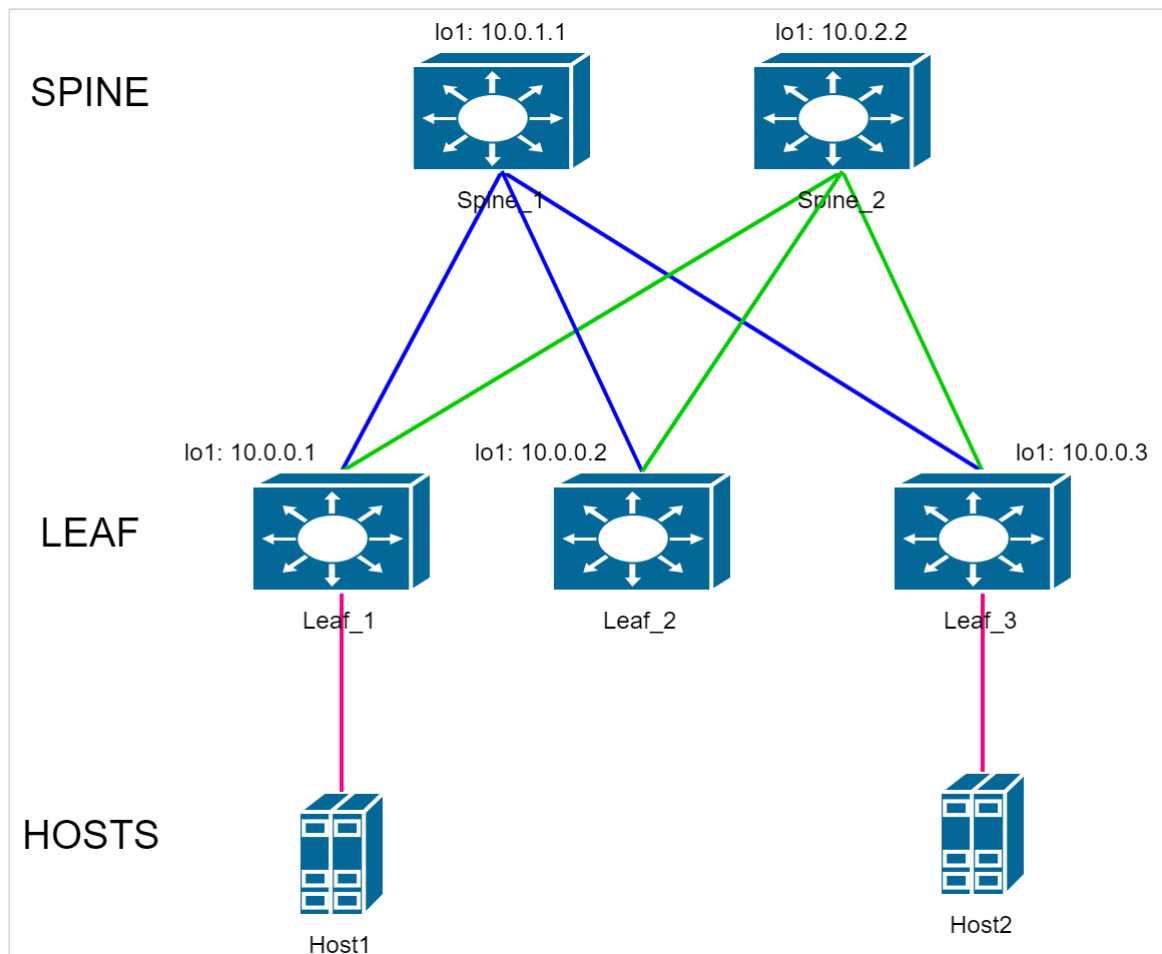 lo1: 10.0.1.1
lo1: 10.0.2.2
SPINE
Spine_1
Spine_2
lo1: 10.0.0.1
lo1: 10.0.0.2
lo1: 10.0.0.3
LEAF
Leaf_1
Leaf_2
Leaf_3
HOSTS
Host1
Host2